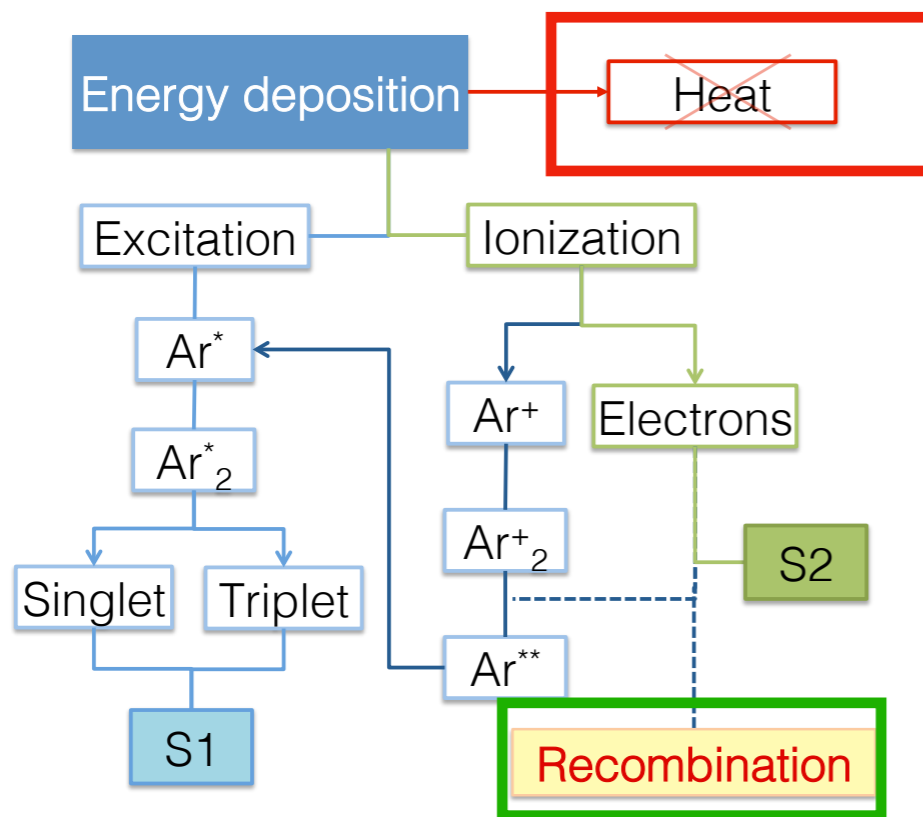 Energy deposition
Heat
Excitation
Ionization
Ar*
Ar+
Electrons
Ar*2
Ar+2
S2
Singlet
Triplet
Ar**
S1
Recombination